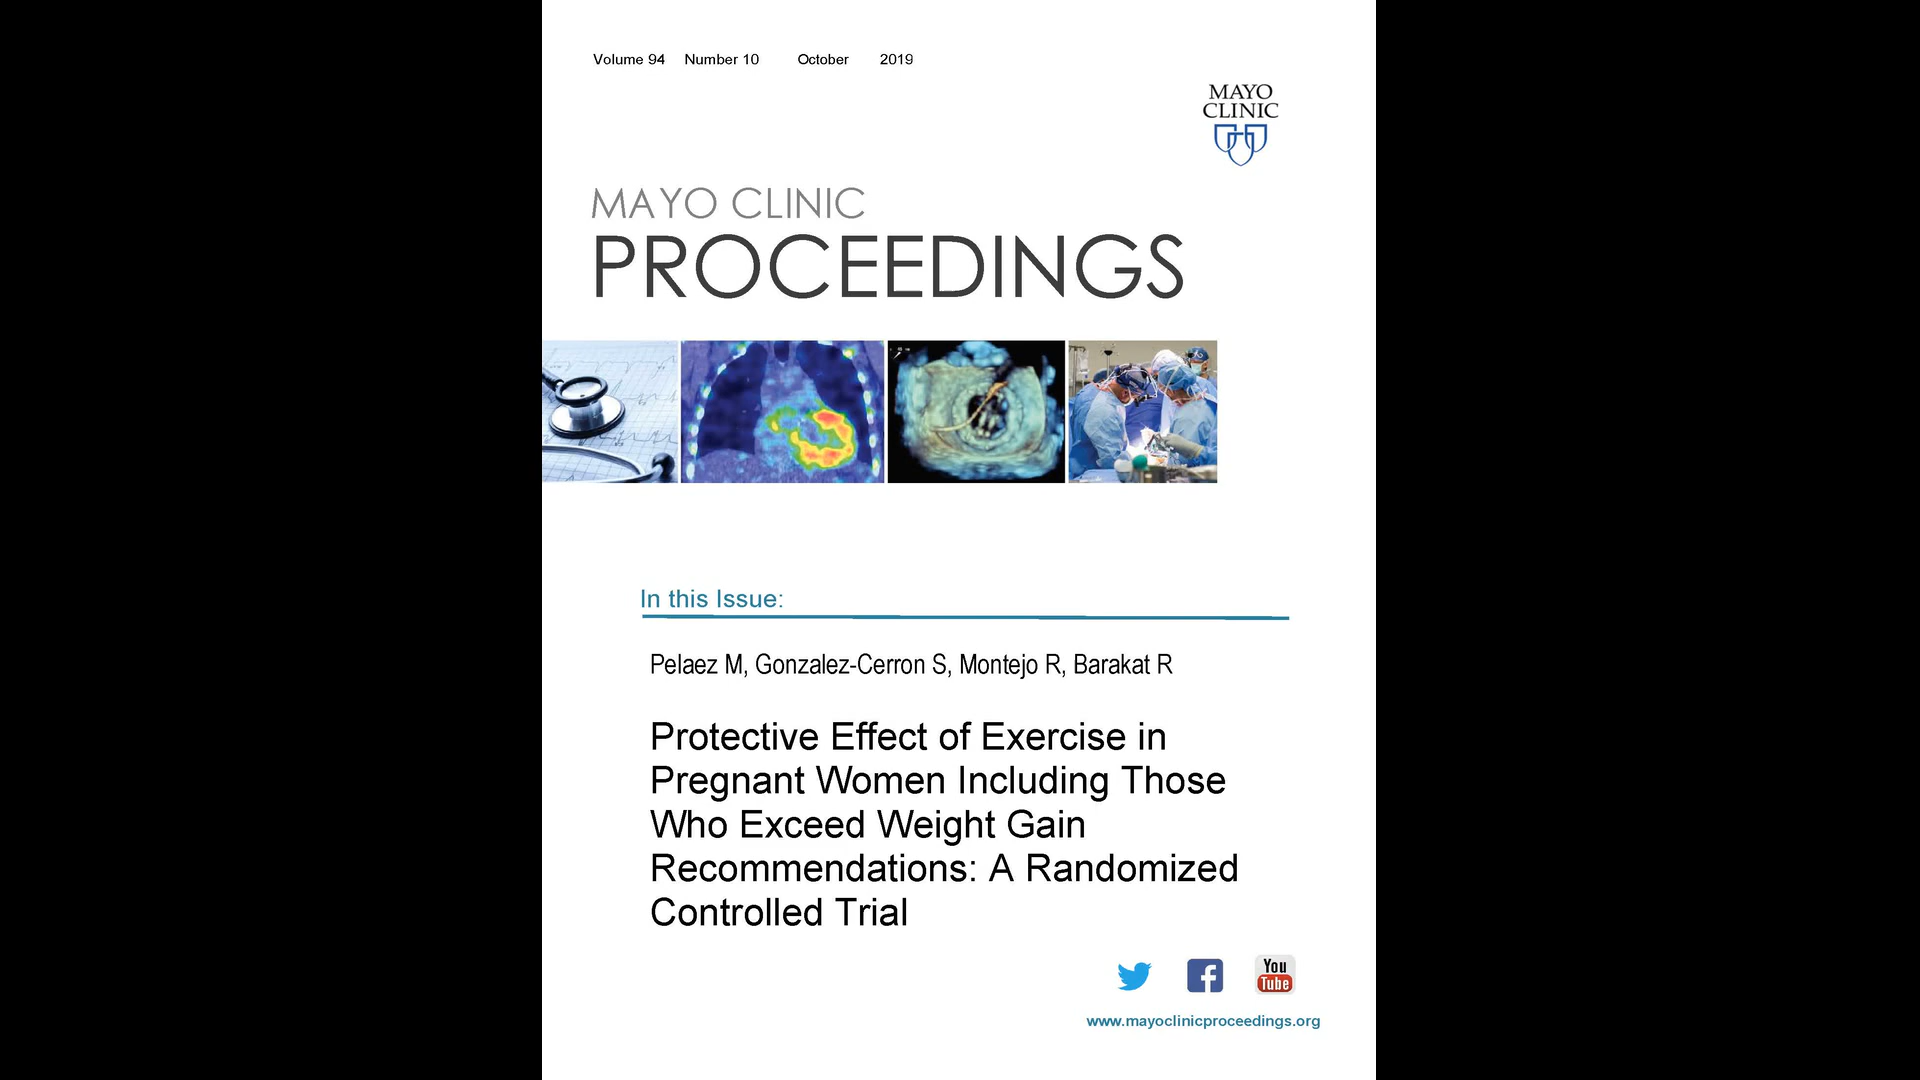 Volume 94 Number 10 October 2019
MAYO
CLINIC
MAYO CLINIC
PROCEEDINGS
In this Issue:
Pelaez M, Gonzalez-Cerron S, Montejo R, Barakat R
Protective Effect of Exercise in
Pregnant Women Including Those
Who Exceed Weight Gain
Recommendations: A Randomized
Controlled Trial
You
Tube
www.mayoclinicproceedings.org